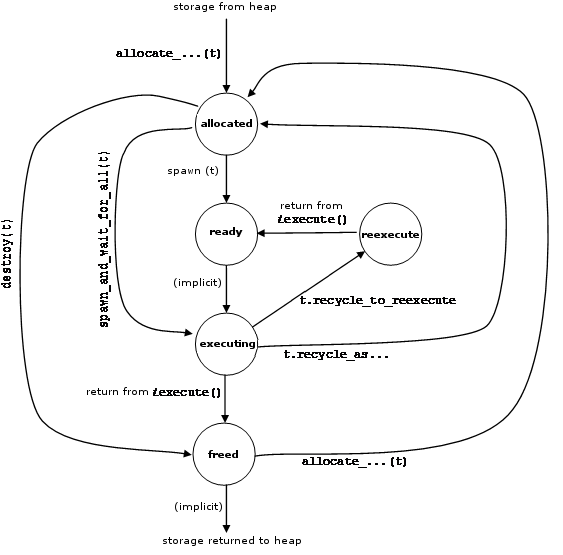 storage from heap
allocate_...(t)
allocated
destroy(t)
spawn_and_wait_for_all(t)
spawn (t)
return from
t.execute()
ready
reexecute
(implicit)
t.recycle_to_reexecute
executing
t.recycle_as...
return from t.execute()
freed
allocate_...(t)
(implicit)
storage returned to heap